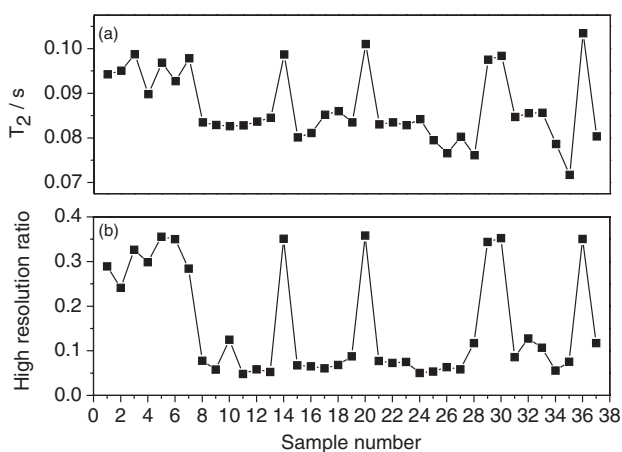 (a)
T2 / s
0.10
0.09
0.08
0.07
(b)
High resolution ratio
0.4
0.3
0.2
0.1
0.0
0 2 4 6 8 10 12 14 16 18 20 22 24 26 28 30 32 34 36 38
Sample number